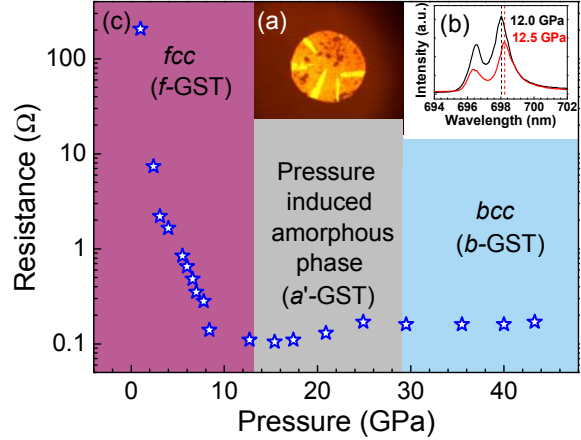 (c)
fcc
(f-GST)
(a)
(b)
12.0 GPa
12.5 GPa
Intensity (a.u.)
694 696 698 700 702
Wavelength (nm)
Pressure
induced
amorphous
phase
(a'-GST)
bcc
(b-GST)
Resistance (Ω)
100
10
1
0.1
0 10 20 30 40
Pressure (GPa)